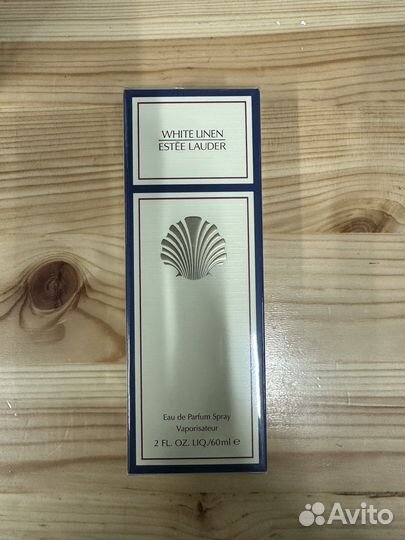 WHITE LINEN
ESTĒE LAUDER
Eau de Parfum Spray
Vaporisateur
2 FL. OZ. LIQ./60ml ℮
Avito